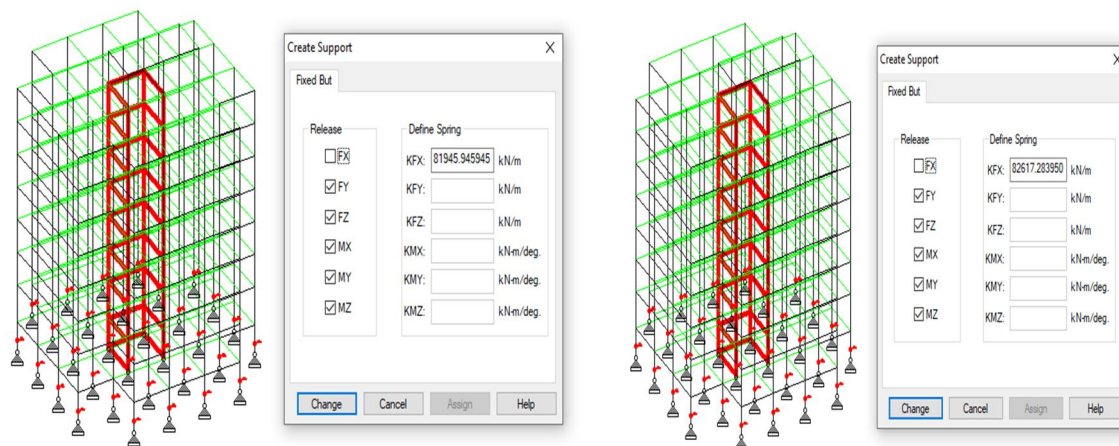 Create Support
Fixed But
Release
Define Spring
FX
KFX: 81945.945945 kN/m
FY
KFY: kN/m
FZ
KFZ: kN/m
MX
KMX: kN-m/deg.
MY
KMY: kN-m/deg.
MZ
KMZ: kN-m/deg.
Change Cancel Assign Help
Create Support
Fixed But
Release
Define Spring
FX
KFX: 82617.283950 kN/m
FY
KFY: kN/m
FZ
KFZ: kN/m
MX
KMX: kN-m/deg.
MY
KMY: kN-m/deg.
MZ
KMZ: kN-m/deg.
Change Cancel Assign Help